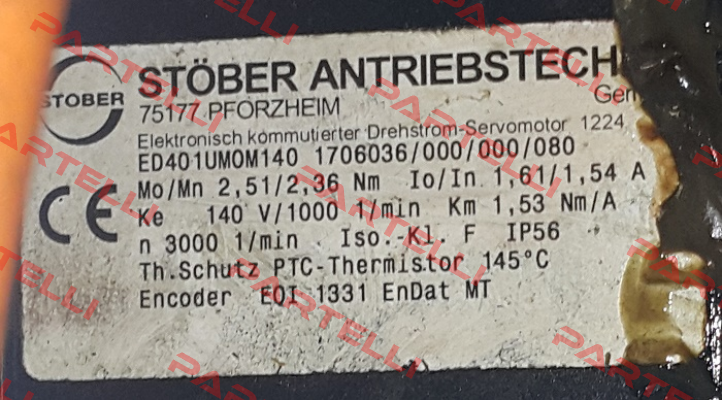 STÖBER ANTRIEBSTECH
STOBER
75177 PFORZHEIM
Elektronisch kommutierter Drehstrom-Servomotor 1224
ED401UMOM140 1706036/000/000/080
Mo/Mn 2,51/2,36 Nm Io/In 1,61/1,54 A
CE
Ke 140 V/1000 1/min Km 1,53 Nm/A
n 3000 1/min Iso.-Kl. F IP56
Th.Schutz PTC-Thermistor 145°C
Encoder EQI 1331 EnDat MT
PARTELLI